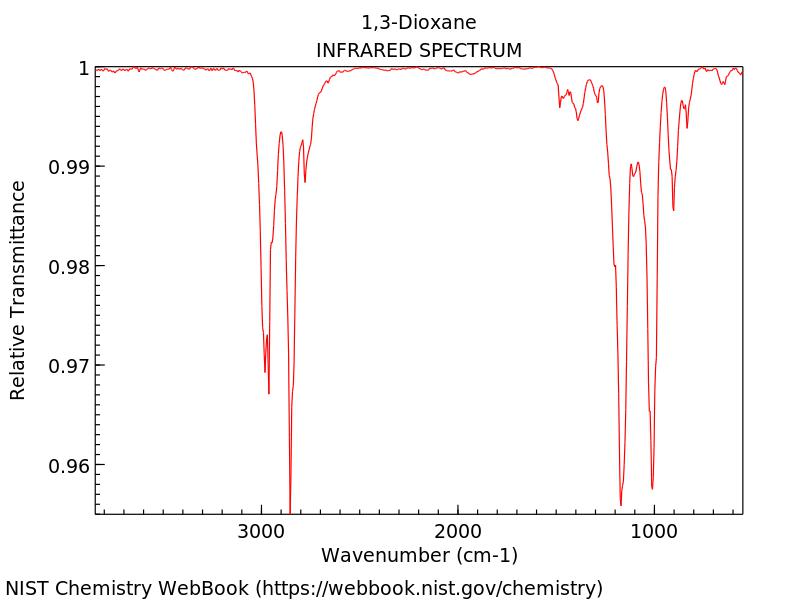 1,3-Dioxane
INFRARED SPECTRUM
1
0.99
0.98
0.97
0.96
Relative Transmittance
3000
2000
1000
Wavenumber (cm-1)
NIST Chemistry WebBook (https://webbook.nist.gov/chemistry)